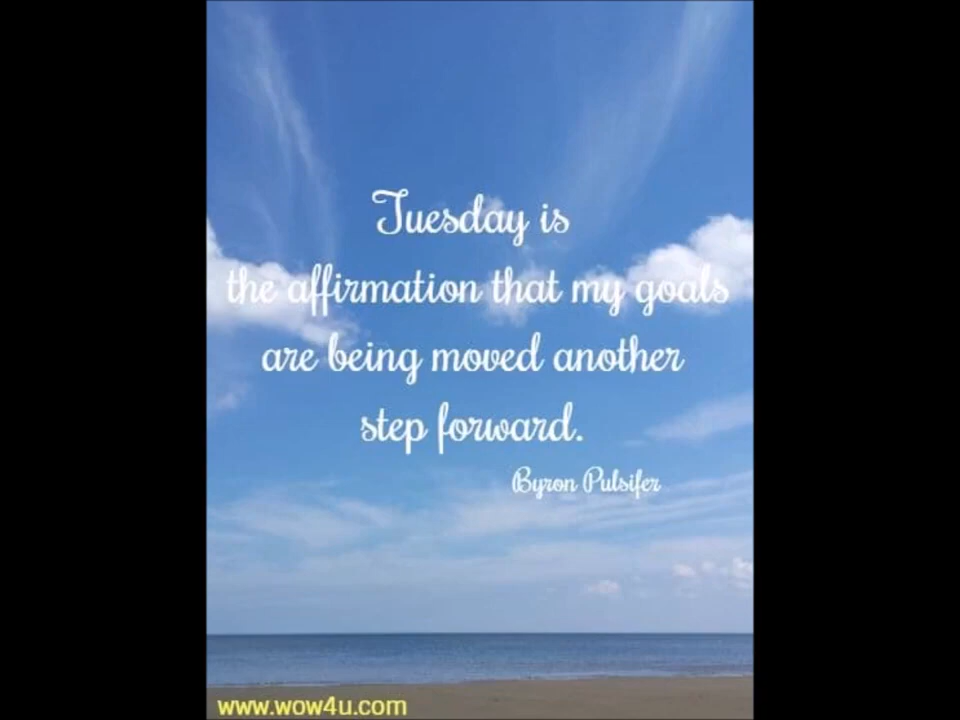 Tuesday is
the affirmation that my goals
are being moved another
step forward.
Byron Pulsifer
www.wow4u.com